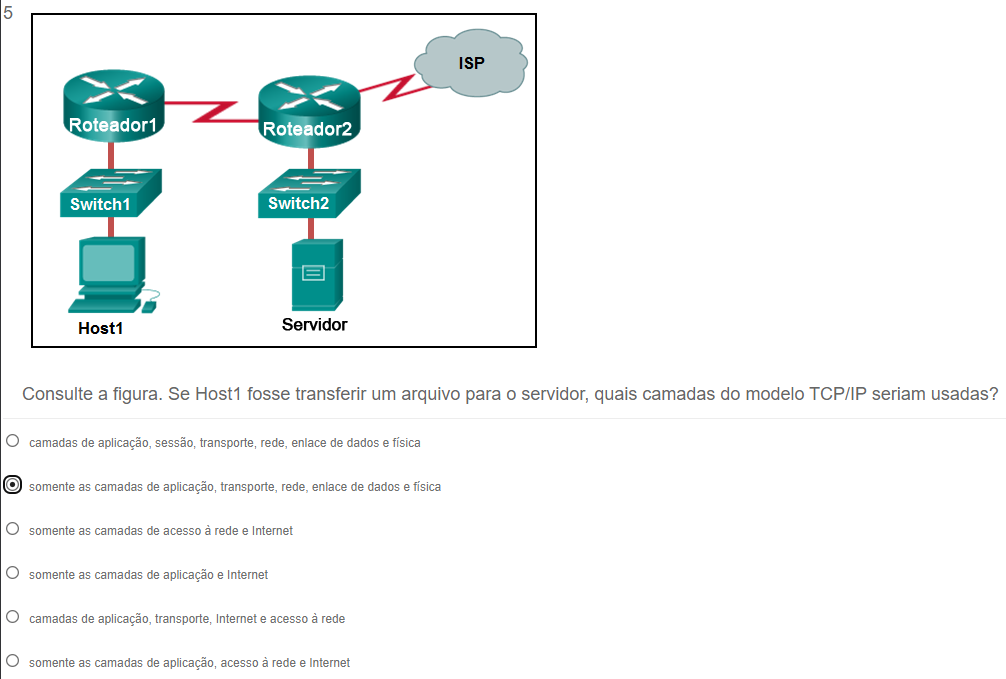 5
ISP
Roteador1
Roteador2
Switch1
Switch2
Host1
Servidor
Consulte a figura. Se Host1 fosse transferir um arquivo para o servidor, quais camadas do modelo TCP/IP seriam usadas?
camadas de aplicação, sessão, transporte, rede, enlace de dados e física
somente as camadas de aplicação, transporte, rede, enlace de dados e física
somente as camadas de acesso à rede e Internet
somente as camadas de aplicação e Internet
camadas de aplicação, transporte, Internet e acesso à rede
somente as camadas de aplicação, acesso à rede e Internet